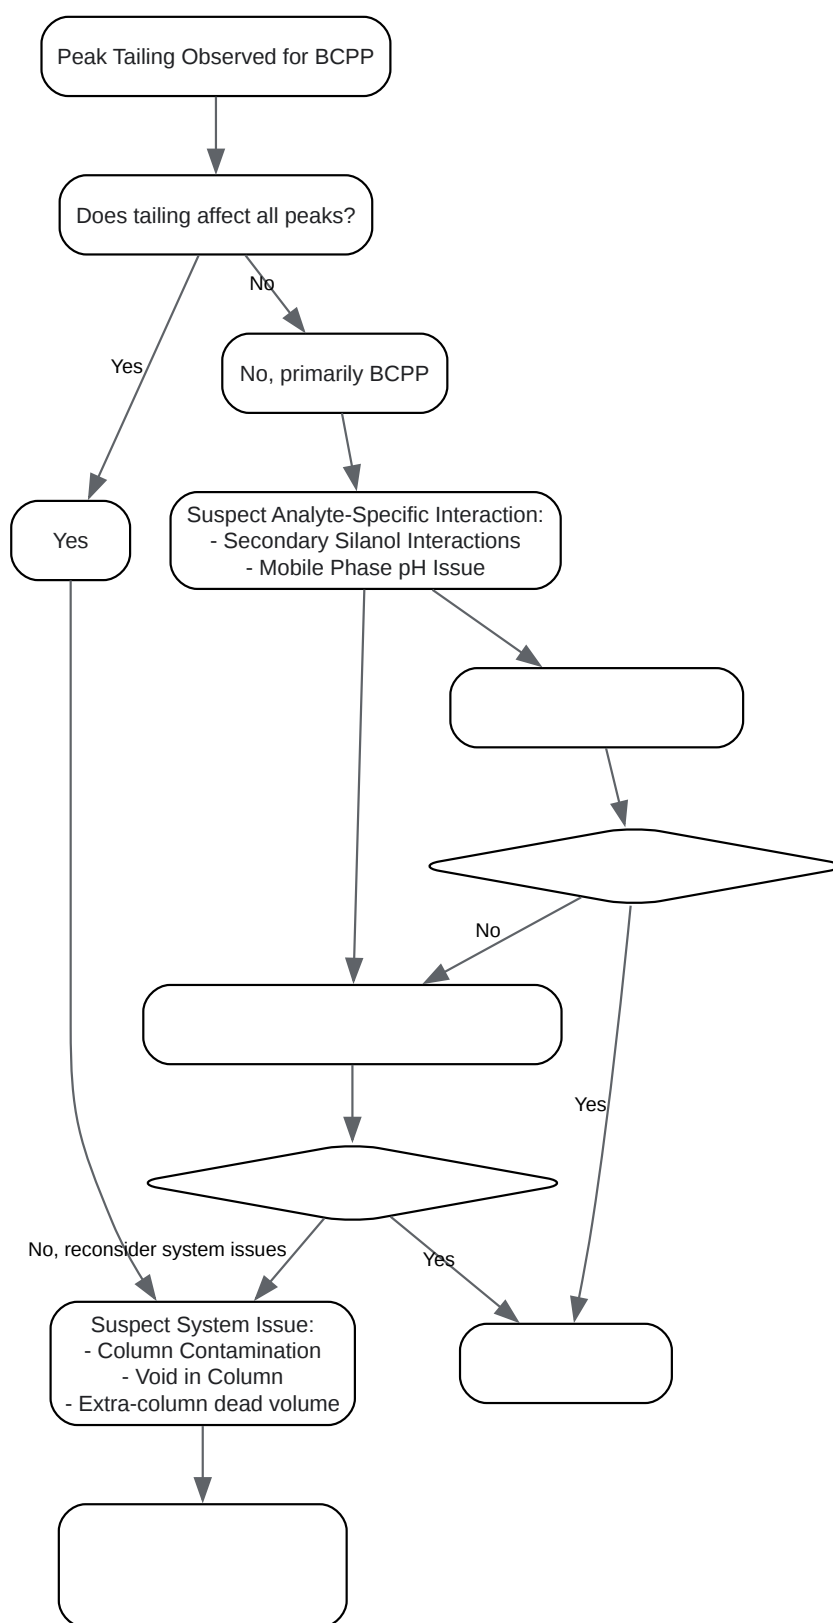 Peak Tailing Observed for BCPP
Does tailing affect all peaks?
No
Yes
No, primarily BCPP
Yes
Suspect Analyte-Specific Interaction:
- Secondary Silanol Interactions
- Mobile Phase pH Issue
No
Yes
No, reconsider system issues
Yes
Suspect System Issue:
- Column Contamination
- Void in Column
- Extra-column dead volume